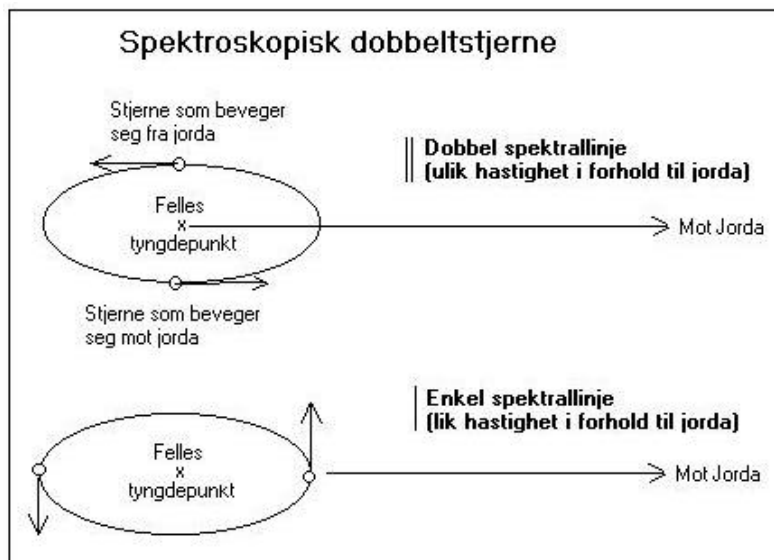 Spektroskopisk dobbeltstjerne
Stjerne som beveger
seg fra jorda
Dobbel spektrallinje
(ulik hastighet i forhold til jorda)
Felles
x
tyngdepunkt
Mot Jorda
Stjerne som beveger
seg mot jorda
Enkel spektrallinje
(lik hastighet i forhold til jorda)
Felles
x
tyngdepunkt
Mot Jorda